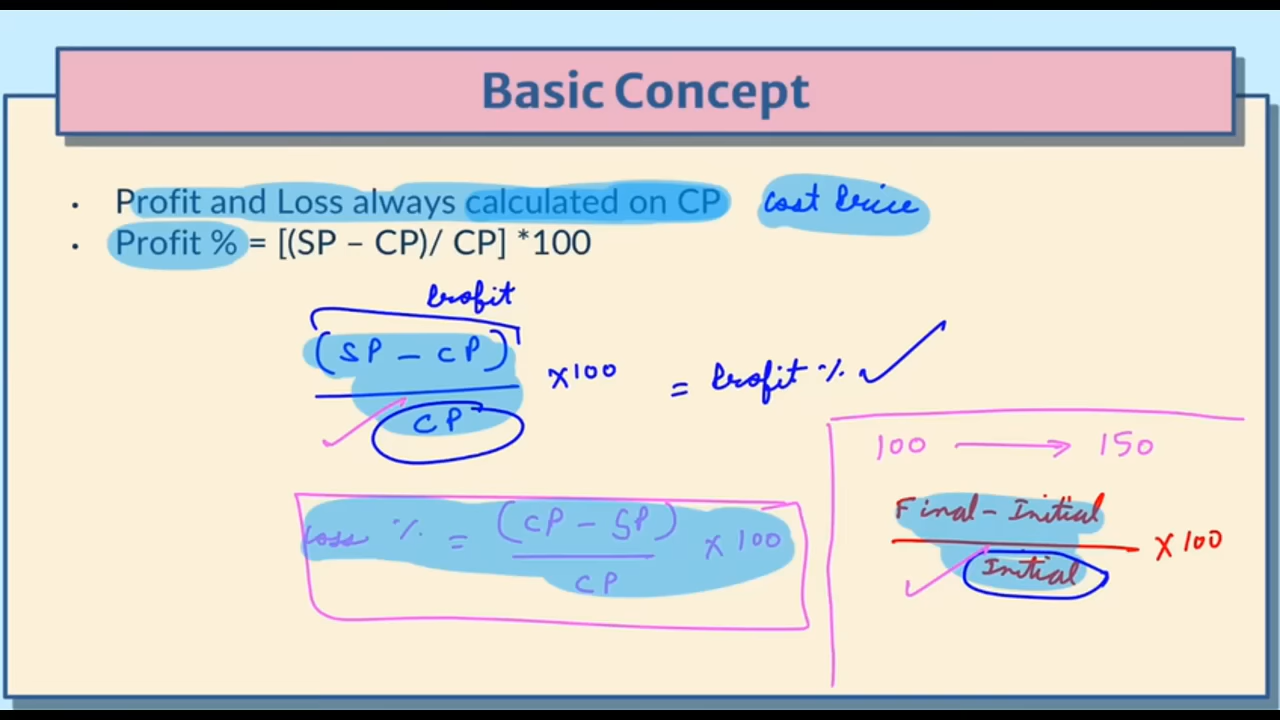 Basic Concept
• Profit and Loss always calculated on CP Cost Price
• Profit % = [(SP – CP)/ CP] *100
Profit
(SP - CP)
x100 = Profit %
CP
100 → 150
Final - Initial
x 100
Initial
Loss % = (CP - SP) x 100
CP